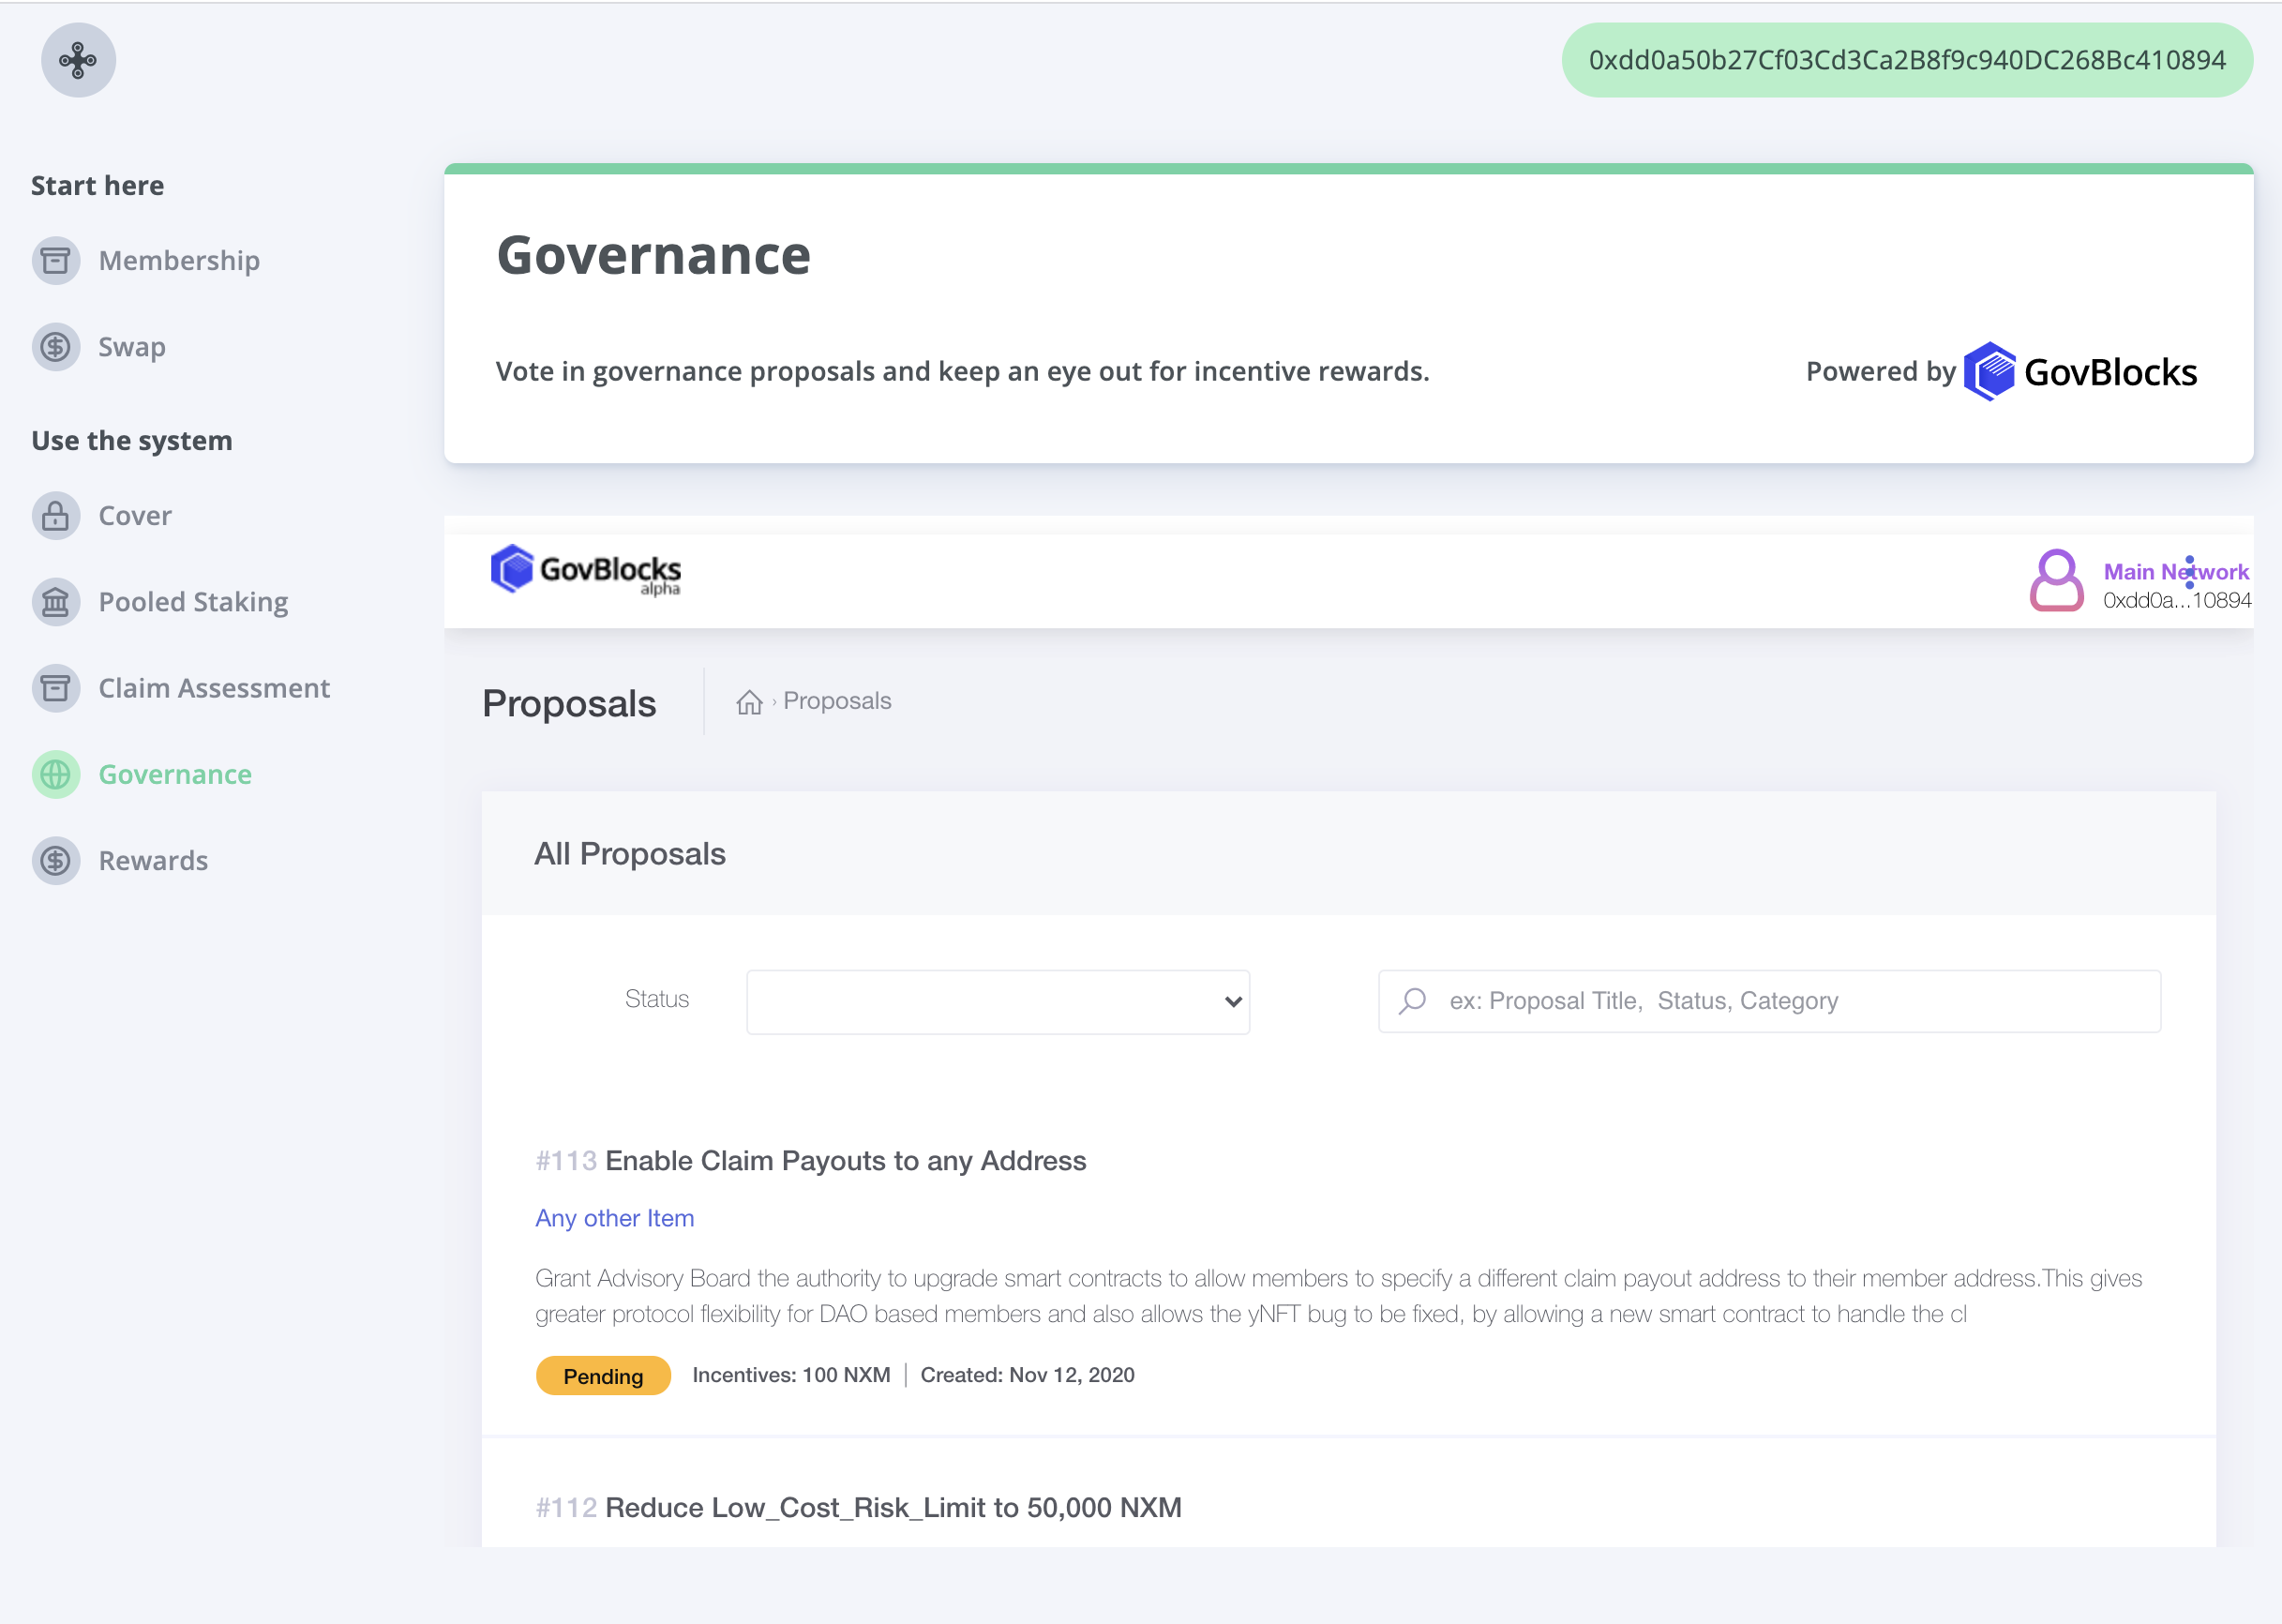 0xdd0a50b27Cf03Cd3Ca2B8f9c940DC268Bc410894
Start here
Membership
Swap
Use the system
Cover
Pooled Staking
Claim Assessment
Governance
Rewards
Governance
Vote in governance proposals and keep an eye out for incentive rewards.
Powered by GovBlocks
GovBlocks
alpha
Main Network
0xdd0a...10894
Proposals
› Proposals
All Proposals
Status
ex: Proposal Title, Status, Category
#113 Enable Claim Payouts to any Address
Any other Item
Grant Advisory Board the authority to upgrade smart contracts to allow members to specify a different claim payout address to their member address.This gives
greater protocol flexibility for DAO based members and also allows the yNFT bug to be fixed, by allowing a new smart contract to handle the cl
Pending
Incentives: 100 NXM | Created: Nov 12, 2020
#112 Reduce Low_Cost_Risk_Limit to 50,000 NXM